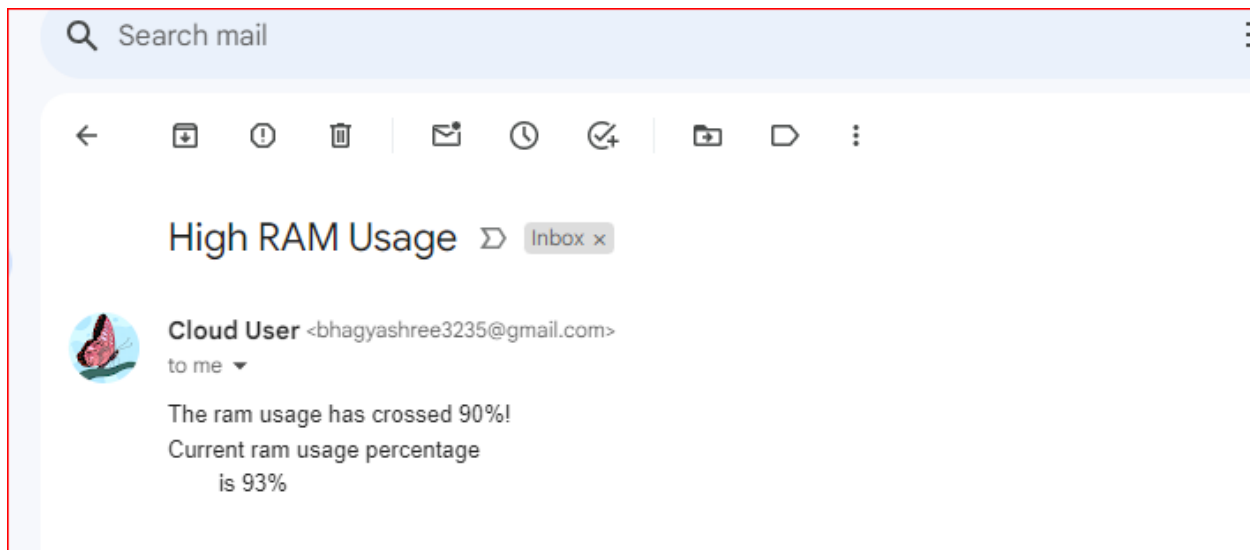 Search mail
High RAM Usage
Inbox ×
Cloud User <bhagyashree3235@gmail.com>
to me
The ram usage has crossed 90%!
Current ram usage percentage
is 93%